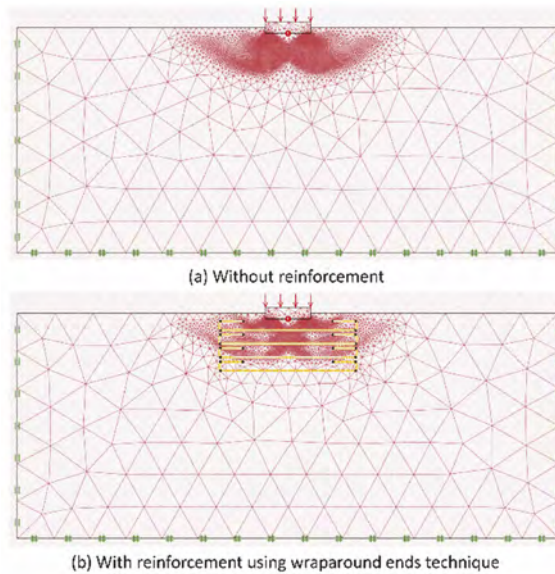 (a) Without reinforcement
(b) With reinforcement using wraparound ends technique